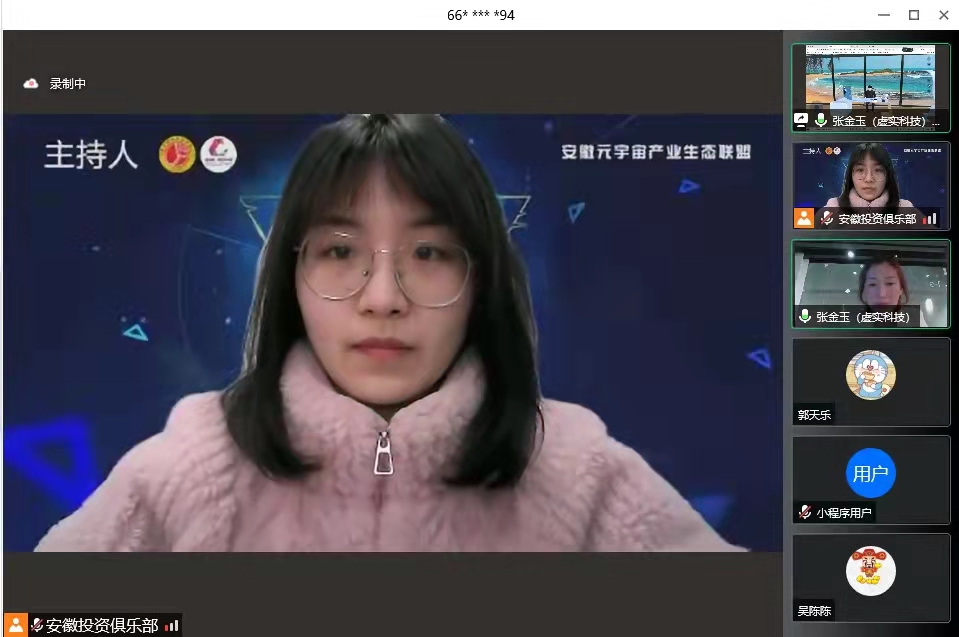 66* *** *94
录制中
主持人
安徽元宇宙产业生态联盟
安徽投资俱乐部
张金玉（虚实科技）...
主持人
安徽投资俱乐部
张金玉（虚实科技）
郭天乐
用户
小程序用户
吴陈陈